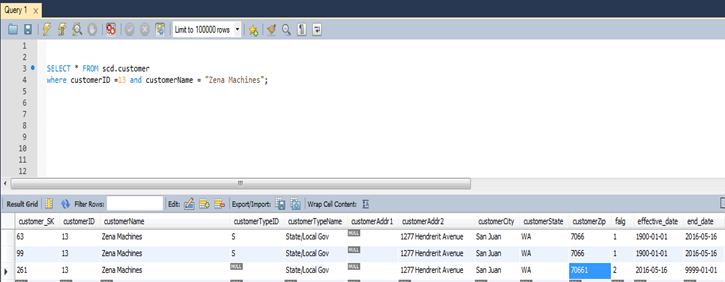 Query 1
Limit to 100000 rows
1
2
3 SELECT * FROM scd.customer
4 where customerID =13 and customerName = "Zena Machines";
5
6
7
8
9
10
11
12
Result Grid Filter Rows: Edit: Export/Import: Wrap Cell Content:
customer_SK customerID customerName customerTypeID customerTypeName customerAddr1 customerAddr2 customerCity customerState customerZip falg effective_date end_date
63 13 Zena Machines S State/Local Gov NULL 1277 Hendrerit Avenue San Juan WA 7066 1 1900-01-01 2016-05-16
99 13 Zena Machines S State/Local Gov NULL 1277 Hendrerit Avenue San Juan WA 7066 1 1900-01-01 2016-05-16
261 13 Zena Machines NULL State/Local Gov NULL 1277 Hendrerit Avenue San Juan WA 70661 2 2016-05-16 9999-01-01